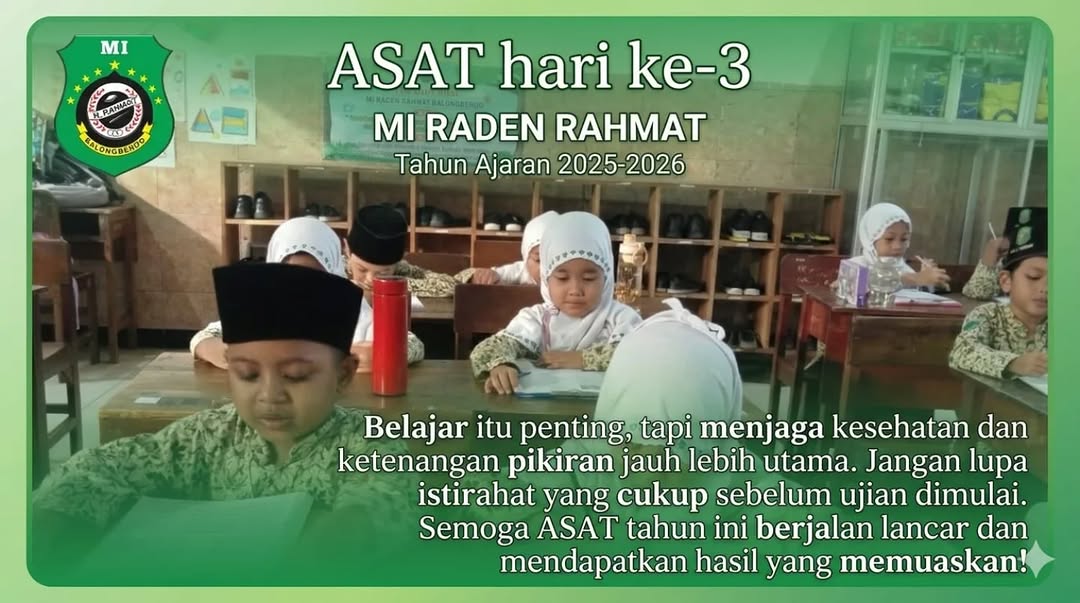 MI
BALONGBENDO
ASAT hari ke-3
MI RADEN RAHMAT BALONGBENDO
MI RADEN RAHMAT
Tahun Ajaran 2025-2026
Belajar itu penting, tapi menjaga kesehatan dan
ketenangan pikiran jauh lebih utama. Jangan lupa
istirahat yang cukup sebelum ujian dimulai.
Semoga ASAT tahun ini berjalan lancar dan
mendapatkan hasil yang memuaskan!